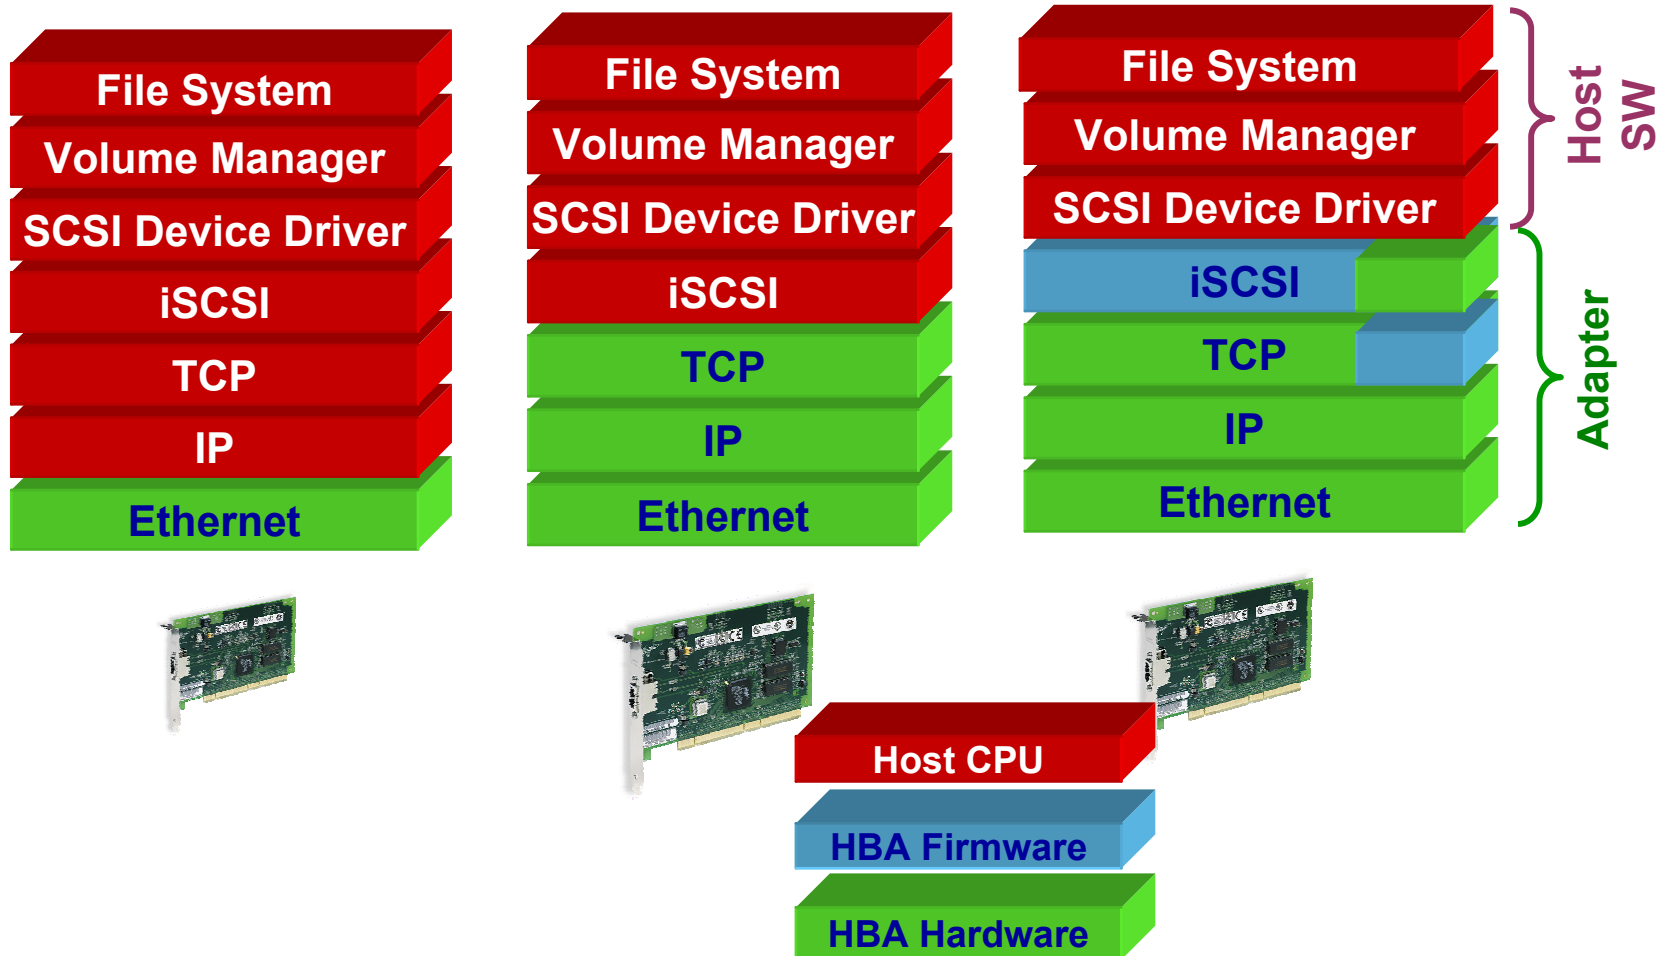 File System
Volume Manager
SCSI Device Driver
iSCSI
TCP
IP
Ethernet
File System
Volume Manager
SCSI Device Driver
iSCSI
TCP
IP
Ethernet
File System
Volume Manager
SCSI Device Driver
iSCSI
TCP
IP
Ethernet
Host
SW
Adapter
Host CPU
HBA Firmware
HBA Hardware